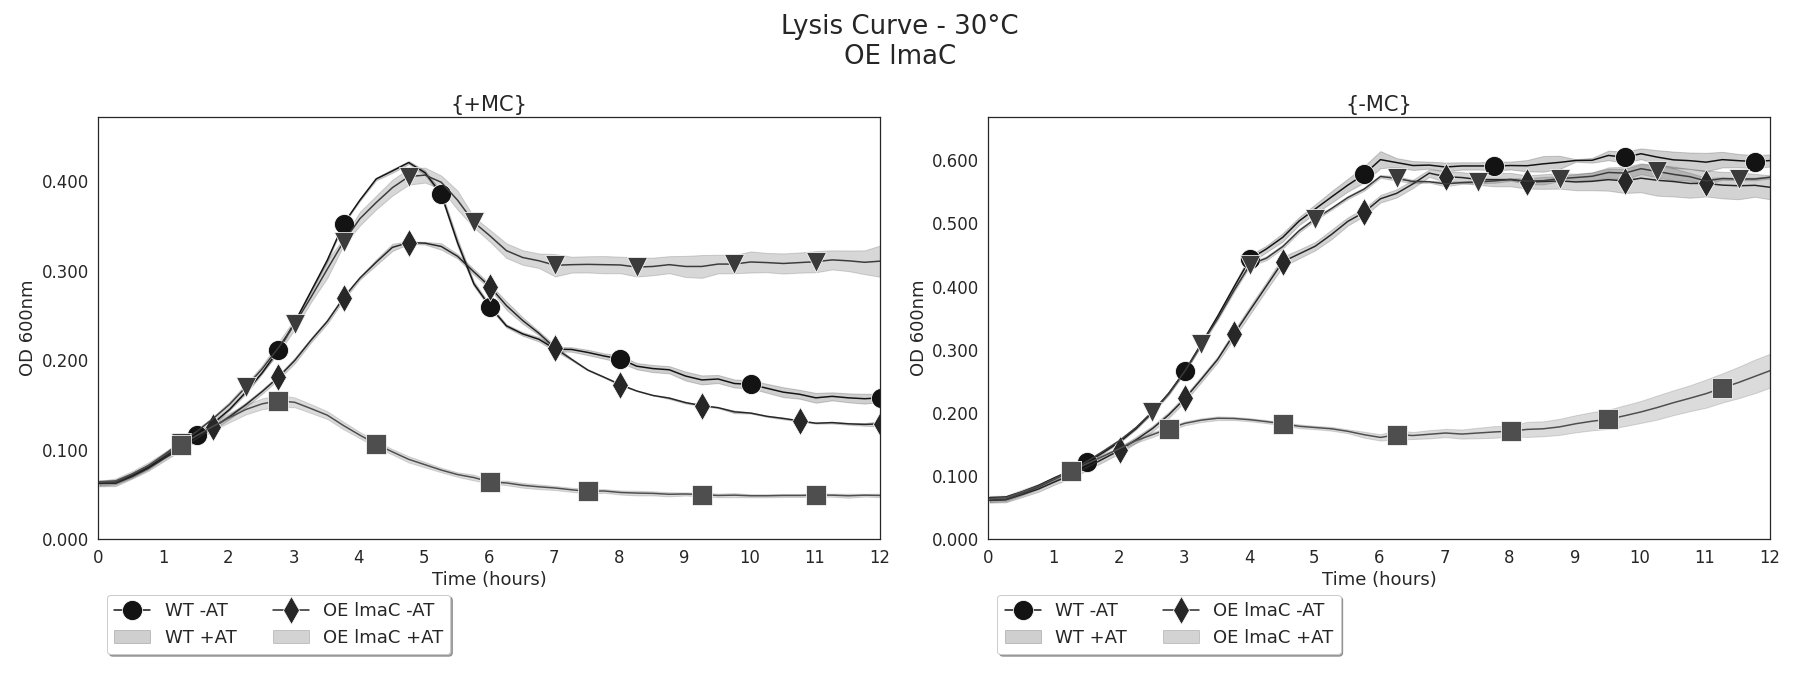 Lysis Curve - 30°C
OE lmaC
{+MC}
OD 600nm
0.400
0.300
0.200
0.100
0.000
0 1 2 3 4 5 6 7 8 9 10 11 12
Time (hours)
WT -AT
OE lmaC -AT
WT +AT
OE lmaC +AT
{-MC}
OD 600nm
0.600
0.500
0.400
0.300
0.200
0.100
0.000
0 1 2 3 4 5 6 7 8 9 10 11 12
Time (hours)
WT -AT
OE lmaC -AT
WT +AT
OE lmaC +AT